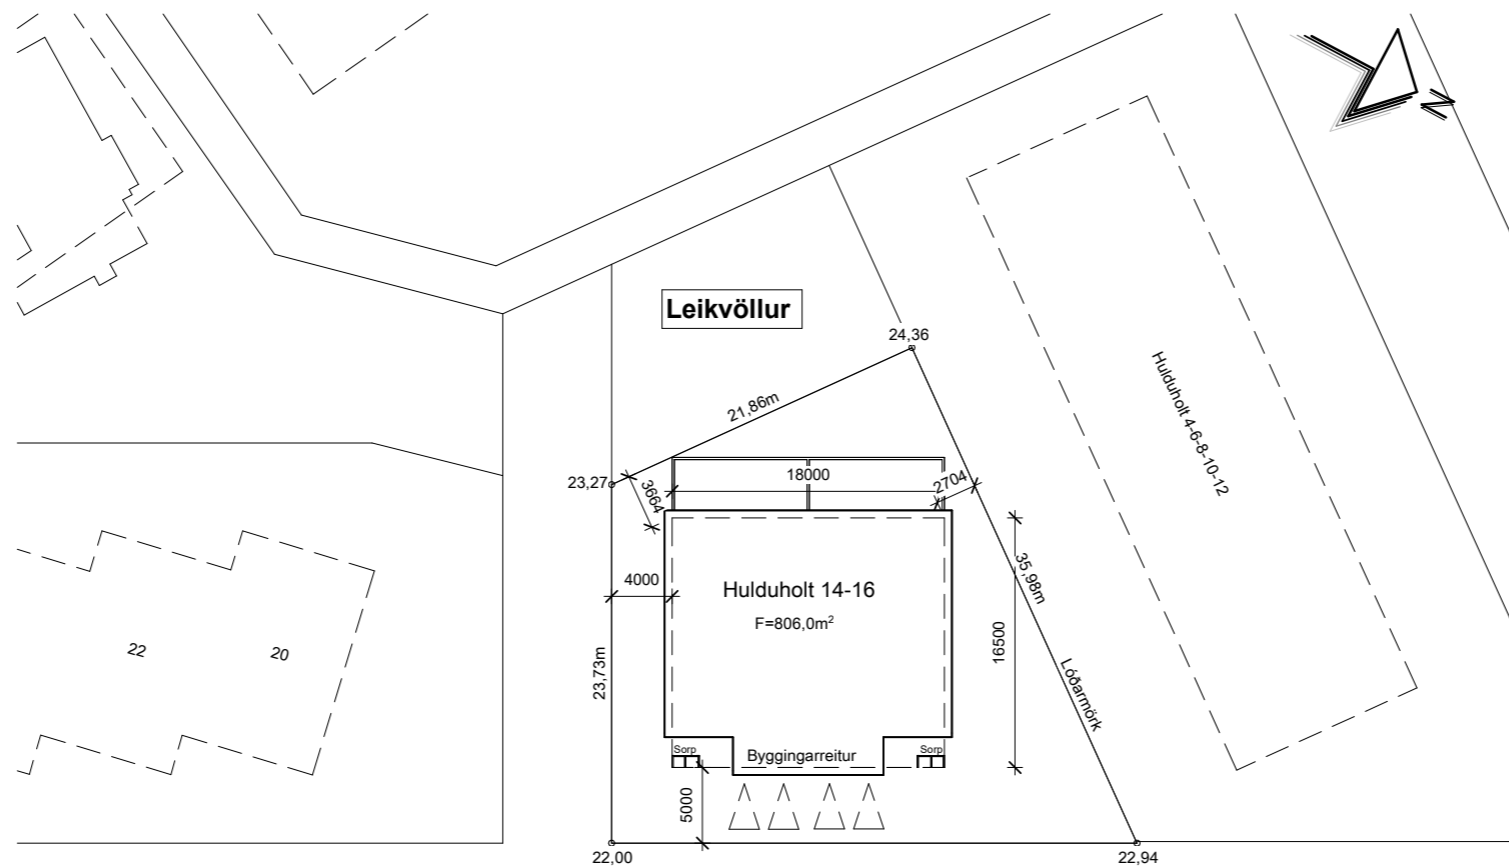 N
Leikvöllur
24,36
21,86m
Hulduholt 4-6-8-10-12
23,27
3664
18000
2704
4000
Hulduholt 14-16
F=806,0m²
35,98m
16500
22
20
23,73m
Lóðarmörk
Sorp
Byggingarreitur
Sorp
5000
22,00
22,94